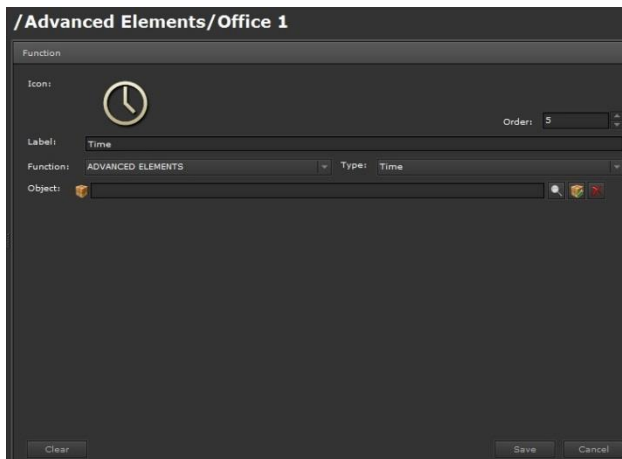 /Advanced Elements/Office 1
Function
Icon:
Order: 5
Label: Time
Function: ADVANCED ELEMENTS Type: Time
Object:
Clear Save Cancel